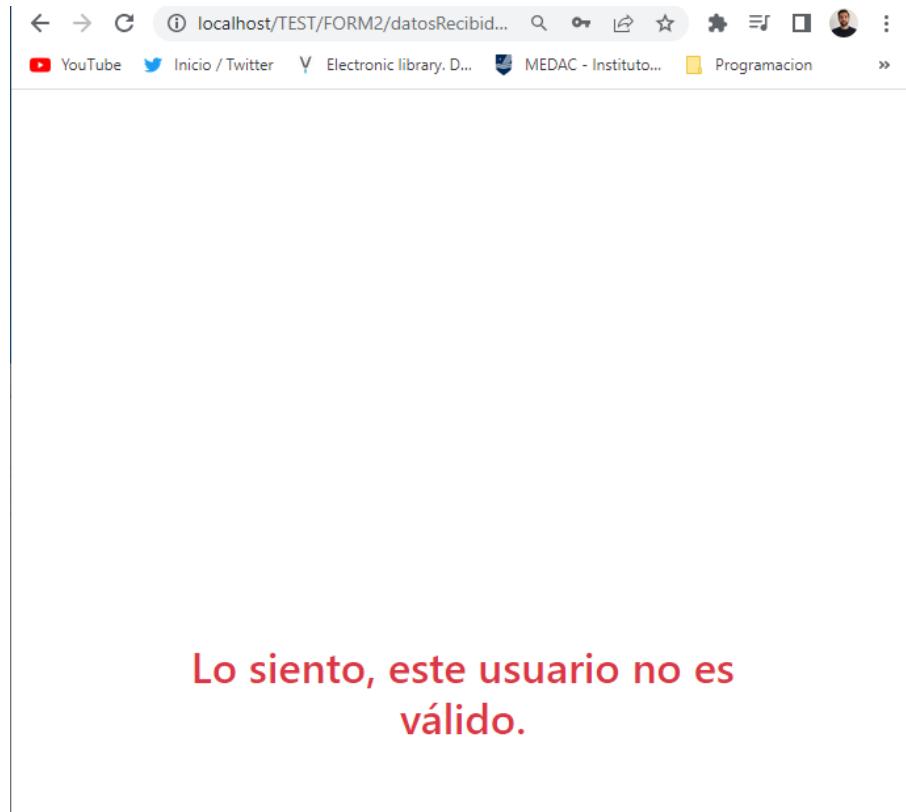 localhost/TEST/FORM2/datosRecibid...
YouTube Inicio / Twitter Electronic library. D... MEDAC - Instituto... Programacion »
Lo siento, este usuario no es
válido.